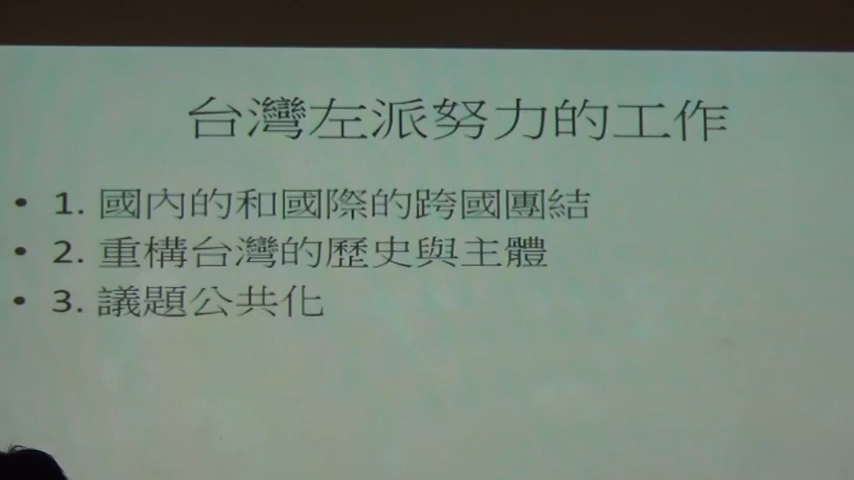 台灣左派努力的工作
• 1. 國內的和國際的跨國團結
• 2. 重構台灣的歷史與主體
• 3. 議題公共化